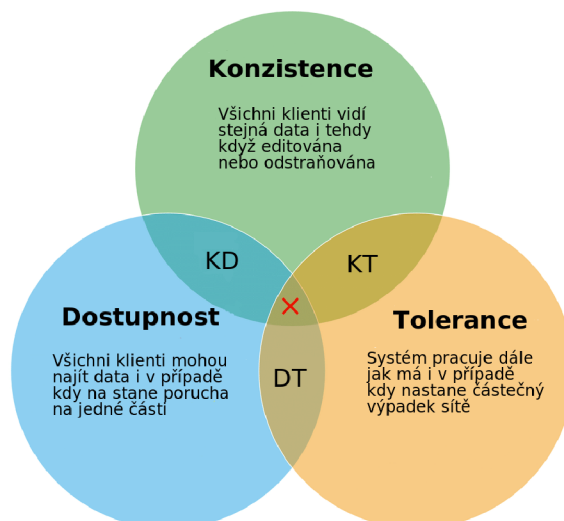 Konzistence
Všichni klienti vidí
stejná data i tehdy
když editována
nebo odstraňována
KD
KT
Dostupnost
Všichni klienti mohou
najít data i v případě
kdy na stane porucha
na jedné části
Tolerance
Systém pracuje dále
jak má i v případě
kdy nastane částečný
výpadek sítě
DT